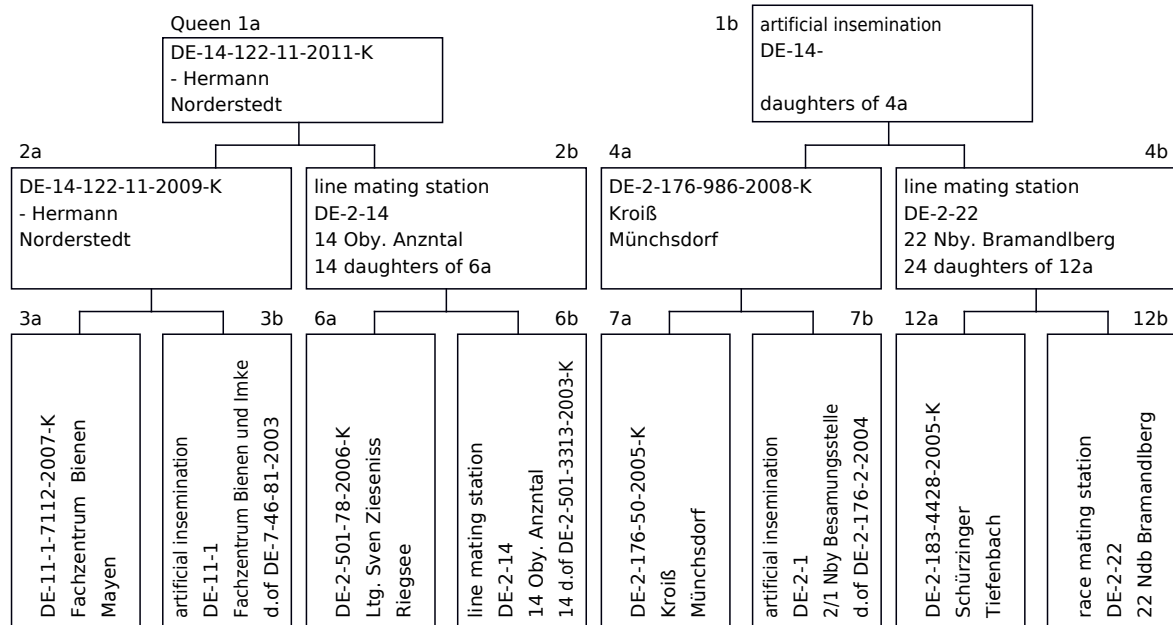 Queen 1a
DE-14-122-11-2011-K
- Hermann
Norderstedt
1b
artificial insemination
DE-14-
daughters of 4a
2a
DE-14-122-11-2009-K
- Hermann
Norderstedt
2b
line mating station
DE-2-14
14 Oby. Anzntal
14 daughters of 6a
4a
DE-2-176-986-2008-K
Kroiß
Münchsdorf
4b
line mating station
DE-2-22
22 Nby. Bramandlberg
24 daughters of 12a
3a
DE-11-1-7112-2007-K
Fachzentrum Bienen
Mayen
3b
artificial insemination
DE-11-1
Fachzentrum Bienen und Imke
d.of DE-7-46-81-2003
6a
DE-2-501-78-2006-K
Ltg. Sven Zieseniss
Riegsee
6b
line mating station
DE-2-14
14 Oby. Anzntal
14 d.of DE-2-501-3313-2003-K
7a
DE-2-176-50-2005-K
Kroiß
Münchsdorf
7b
artificial insemination
DE-2-1
2/1 Nby Besamungsstelle
d.of DE-2-176-2-2004
12a
DE-2-183-4428-2005-K
Schürzinger
Tiefenbach
12b
race mating station
DE-2-22
22 Ndb Bramandlberg